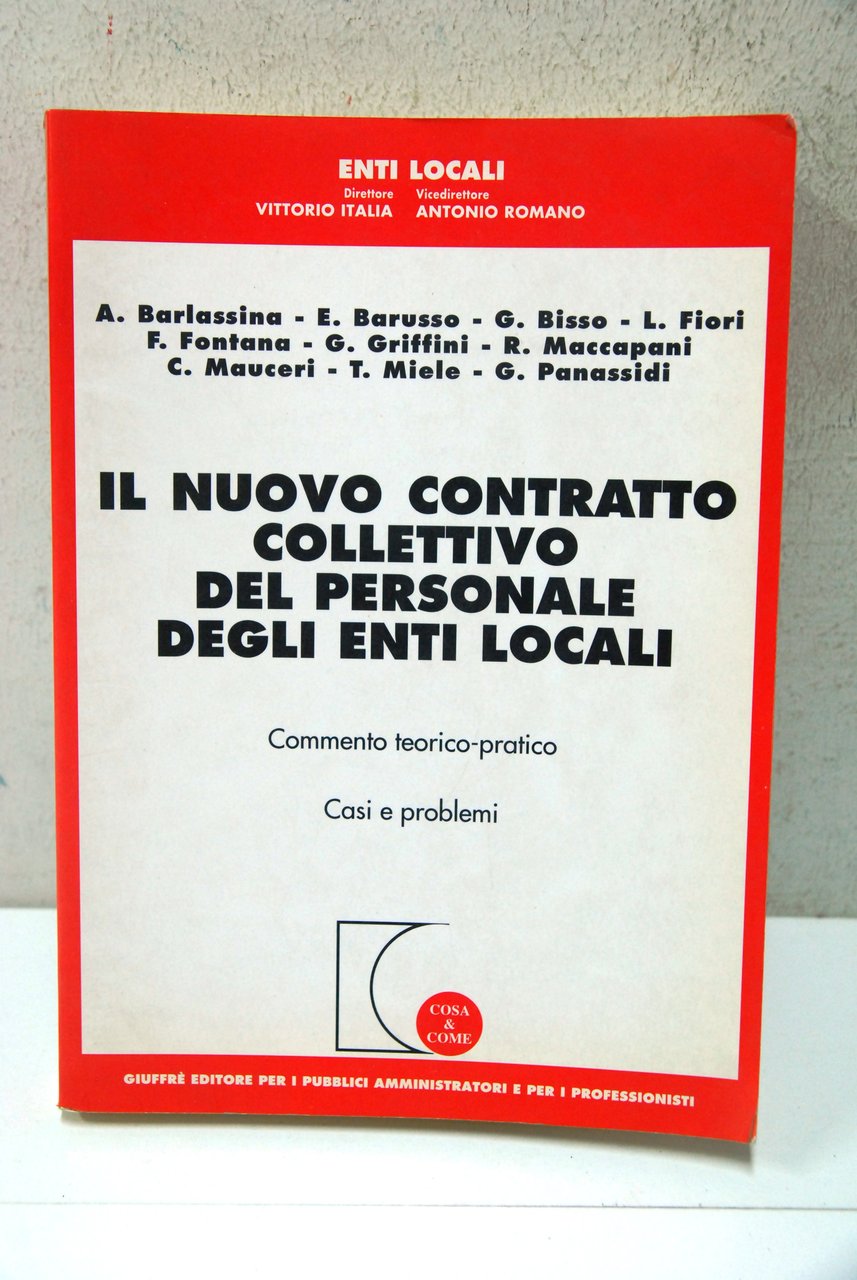 ENTI LOCALI
Direttore Vicedirettore
VITTORIO ITALIA ANTONIO ROMANO
A. Barlassina - E. Barusso - G. Bisso - L. Fiori
F. Fontana - G. Griffini - R. Maccapani
C. Mauceri - T. Miele - G. Panassidi
IL NUOVO CONTRATTO
COLLETTIVO
DEL PERSONALE
DEGLI ENTI LOCALI
Commento teorico-pratico
Casi e problemi
COSA
&
COME
GIUFFRÈ EDITORE PER I PUBBLICI AMMINISTRATORI E PER I PROFESSIONISTI